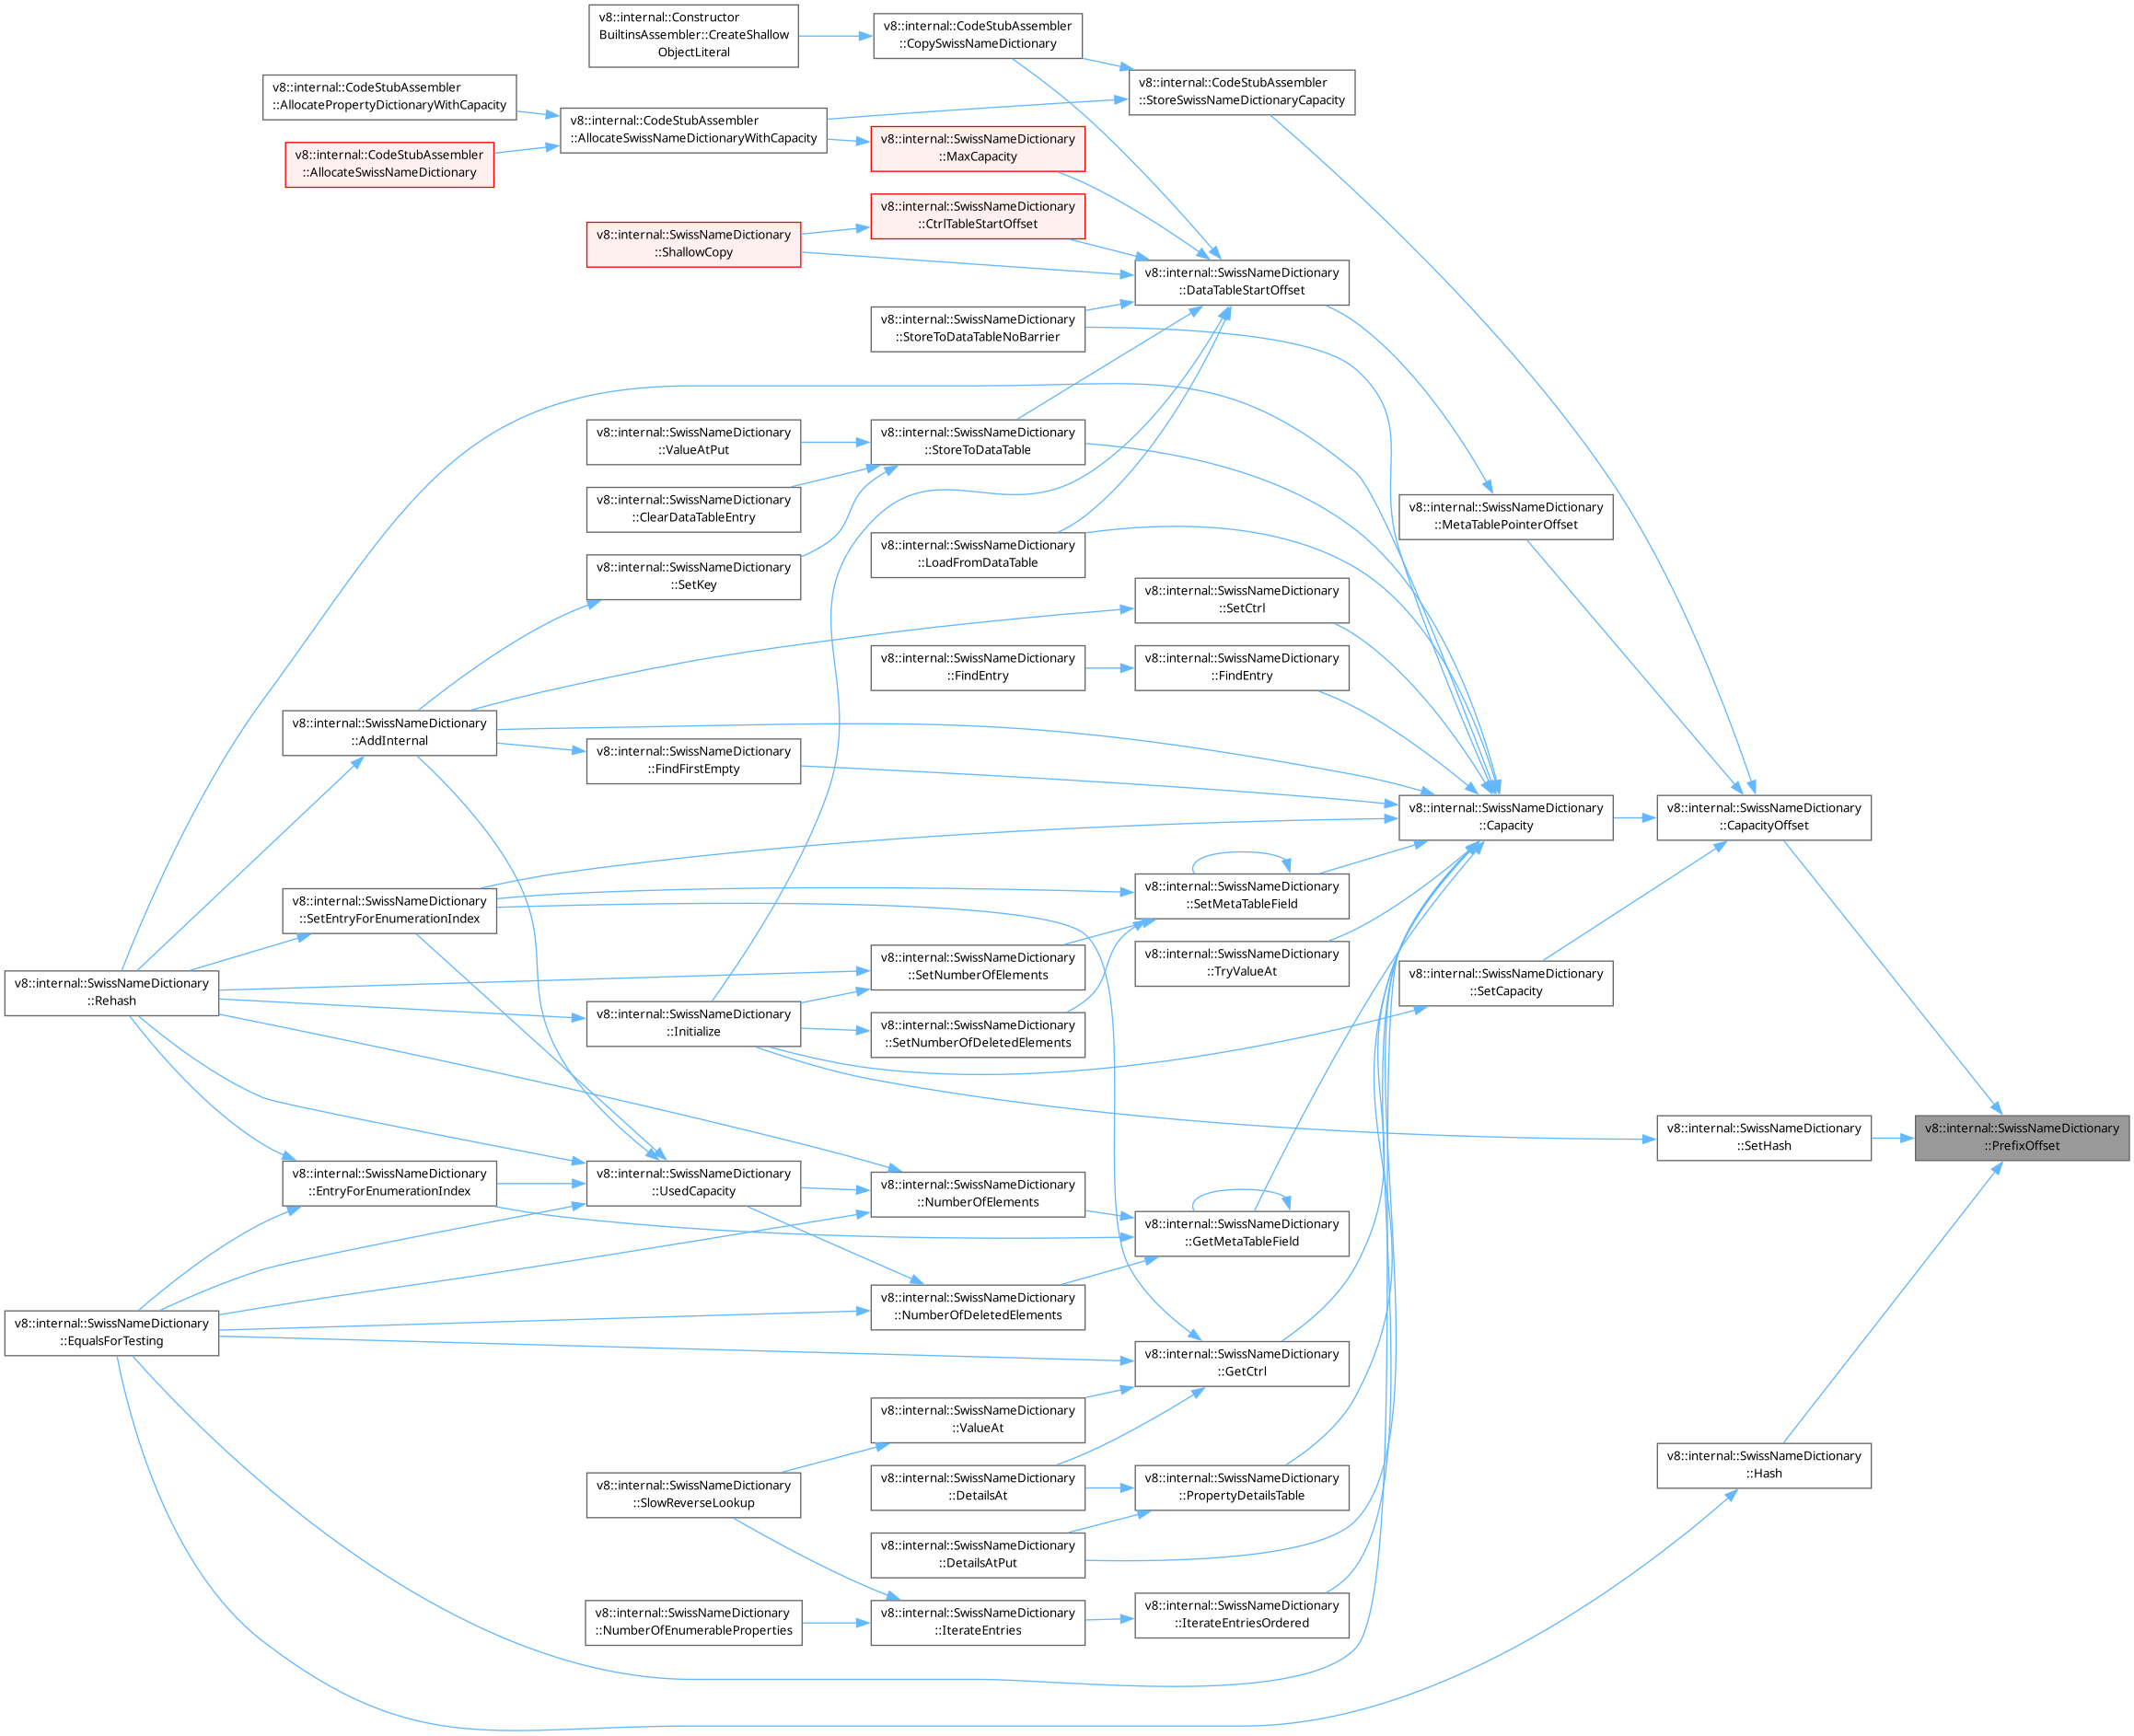 v8::internal::Constructor
BuiltinsAssembler::CreateShallow
ObjectLiteral
v8::internal::CodeStubAssembler
::CopySwissNameDictionary
v8::internal::CodeStubAssembler
::StoreSwissNameDictionaryCapacity
v8::internal::CodeStubAssembler
::AllocatePropertyDictionaryWithCapacity
v8::internal::CodeStubAssembler
::AllocateSwissNameDictionaryWithCapacity
v8::internal::SwissNameDictionary
::MaxCapacity
v8::internal::CodeStubAssembler
::AllocateSwissNameDictionary
v8::internal::SwissNameDictionary
::CtrlTableStartOffset
v8::internal::SwissNameDictionary
::ShallowCopy
v8::internal::SwissNameDictionary
::DataTableStartOffset
v8::internal::SwissNameDictionary
::StoreToDataTableNoBarrier
v8::internal::SwissNameDictionary
::ValueAtPut
v8::internal::SwissNameDictionary
::StoreToDataTable
v8::internal::SwissNameDictionary
::ClearDataTableEntry
v8::internal::SwissNameDictionary
::MetaTablePointerOffset
v8::internal::SwissNameDictionary
::LoadFromDataTable
v8::internal::SwissNameDictionary
::SetKey
v8::internal::SwissNameDictionary
::SetCtrl
v8::internal::SwissNameDictionary
::FindEntry
v8::internal::SwissNameDictionary
::FindEntry
v8::internal::SwissNameDictionary
::AddInternal
v8::internal::SwissNameDictionary
::FindFirstEmpty
v8::internal::SwissNameDictionary
::Capacity
v8::internal::SwissNameDictionary
::CapacityOffset
v8::internal::SwissNameDictionary
::SetEntryForEnumerationIndex
v8::internal::SwissNameDictionary
::SetMetaTableField
v8::internal::SwissNameDictionary
::TryValueAt
v8::internal::SwissNameDictionary
::SetNumberOfElements
v8::internal::SwissNameDictionary
::SetCapacity
v8::internal::SwissNameDictionary
::Rehash
v8::internal::SwissNameDictionary
::Initialize
v8::internal::SwissNameDictionary
::SetNumberOfDeletedElements
v8::internal::SwissNameDictionary
::SetHash
v8::internal::SwissNameDictionary
::PrefixOffset
v8::internal::SwissNameDictionary
::EntryForEnumerationIndex
v8::internal::SwissNameDictionary
::UsedCapacity
v8::internal::SwissNameDictionary
::NumberOfElements
v8::internal::SwissNameDictionary
::GetMetaTableField
v8::internal::SwissNameDictionary
::NumberOfDeletedElements
v8::internal::SwissNameDictionary
::EqualsForTesting
v8::internal::SwissNameDictionary
::GetCtrl
v8::internal::SwissNameDictionary
::ValueAt
v8::internal::SwissNameDictionary
::Hash
v8::internal::SwissNameDictionary
::SlowReverseLookup
v8::internal::SwissNameDictionary
::DetailsAt
v8::internal::SwissNameDictionary
::PropertyDetailsTable
v8::internal::SwissNameDictionary
::DetailsAtPut
v8::internal::SwissNameDictionary
::NumberOfEnumerableProperties
v8::internal::SwissNameDictionary
::IterateEntries
v8::internal::SwissNameDictionary
::IterateEntriesOrdered